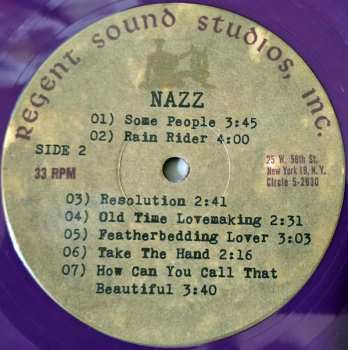 REGENT SOUND STUDIOS, INC.
NAZZ
01) Some People 3:45
02) Rain Rider 4:00
SIDE 2
33 RPM
25 W. 56th St.
New York 19, N.Y.
Circle 5-2930
03) Resolution 2:41
04) Old Time Lovemaking 2:31
05) Featherbedding Lover 3:03
06) Take The Hand 2:16
07) How Can You Call That
Beautiful 3:40